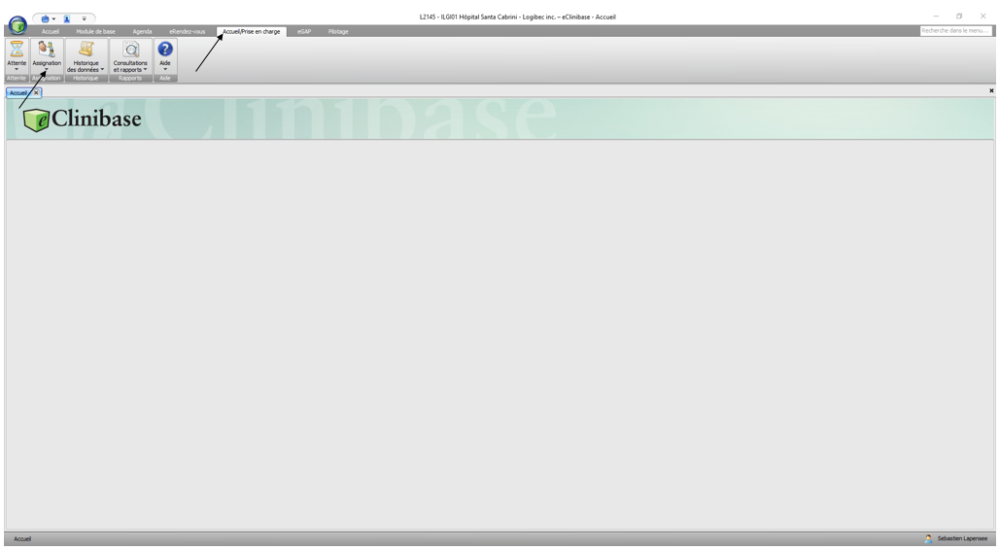 L2145 - ILGI01 Hôpital Santa Cabrini - Logibec inc. – eClinibase - Accueil
Accueil Module de base Agenda eRendez-vous Accueil/Prise en charge eGAP Pilotage Recherche dans le menu...
Attente Assignation Historique des données Consultations et rapports Aide
Attente Assignation Historique Rapports Aide
Accueil
eClinibase
Clinibase
Accueil Sebastien Lapensee